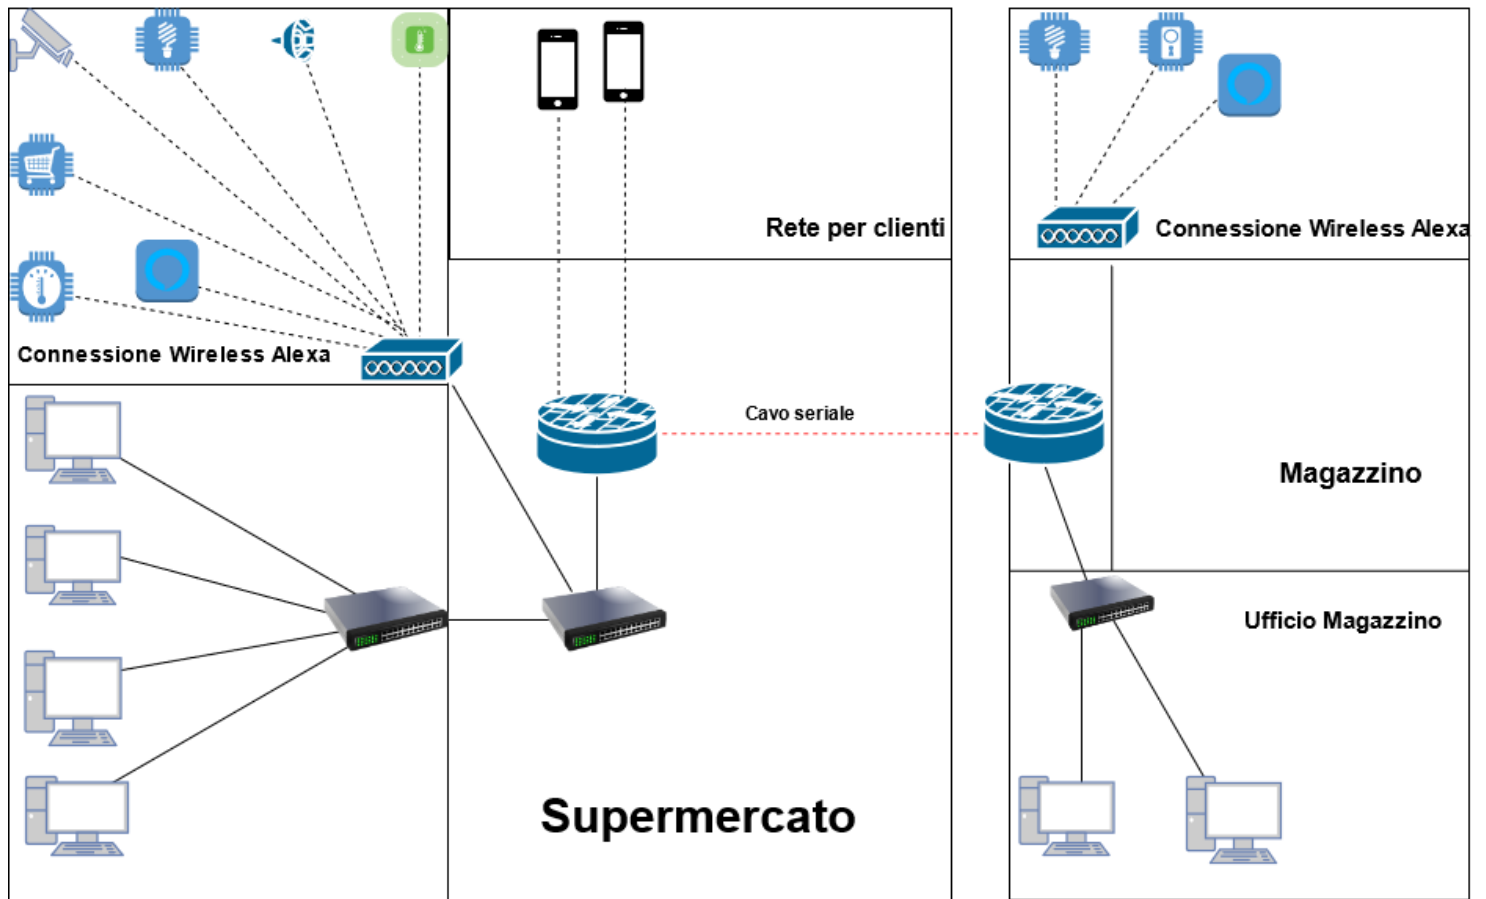 Rete per clienti
Connessione Wireless Alexa
Connessione Wireless Alexa
Cavo seriale
Magazzino
Ufficio Magazzino
Supermercato